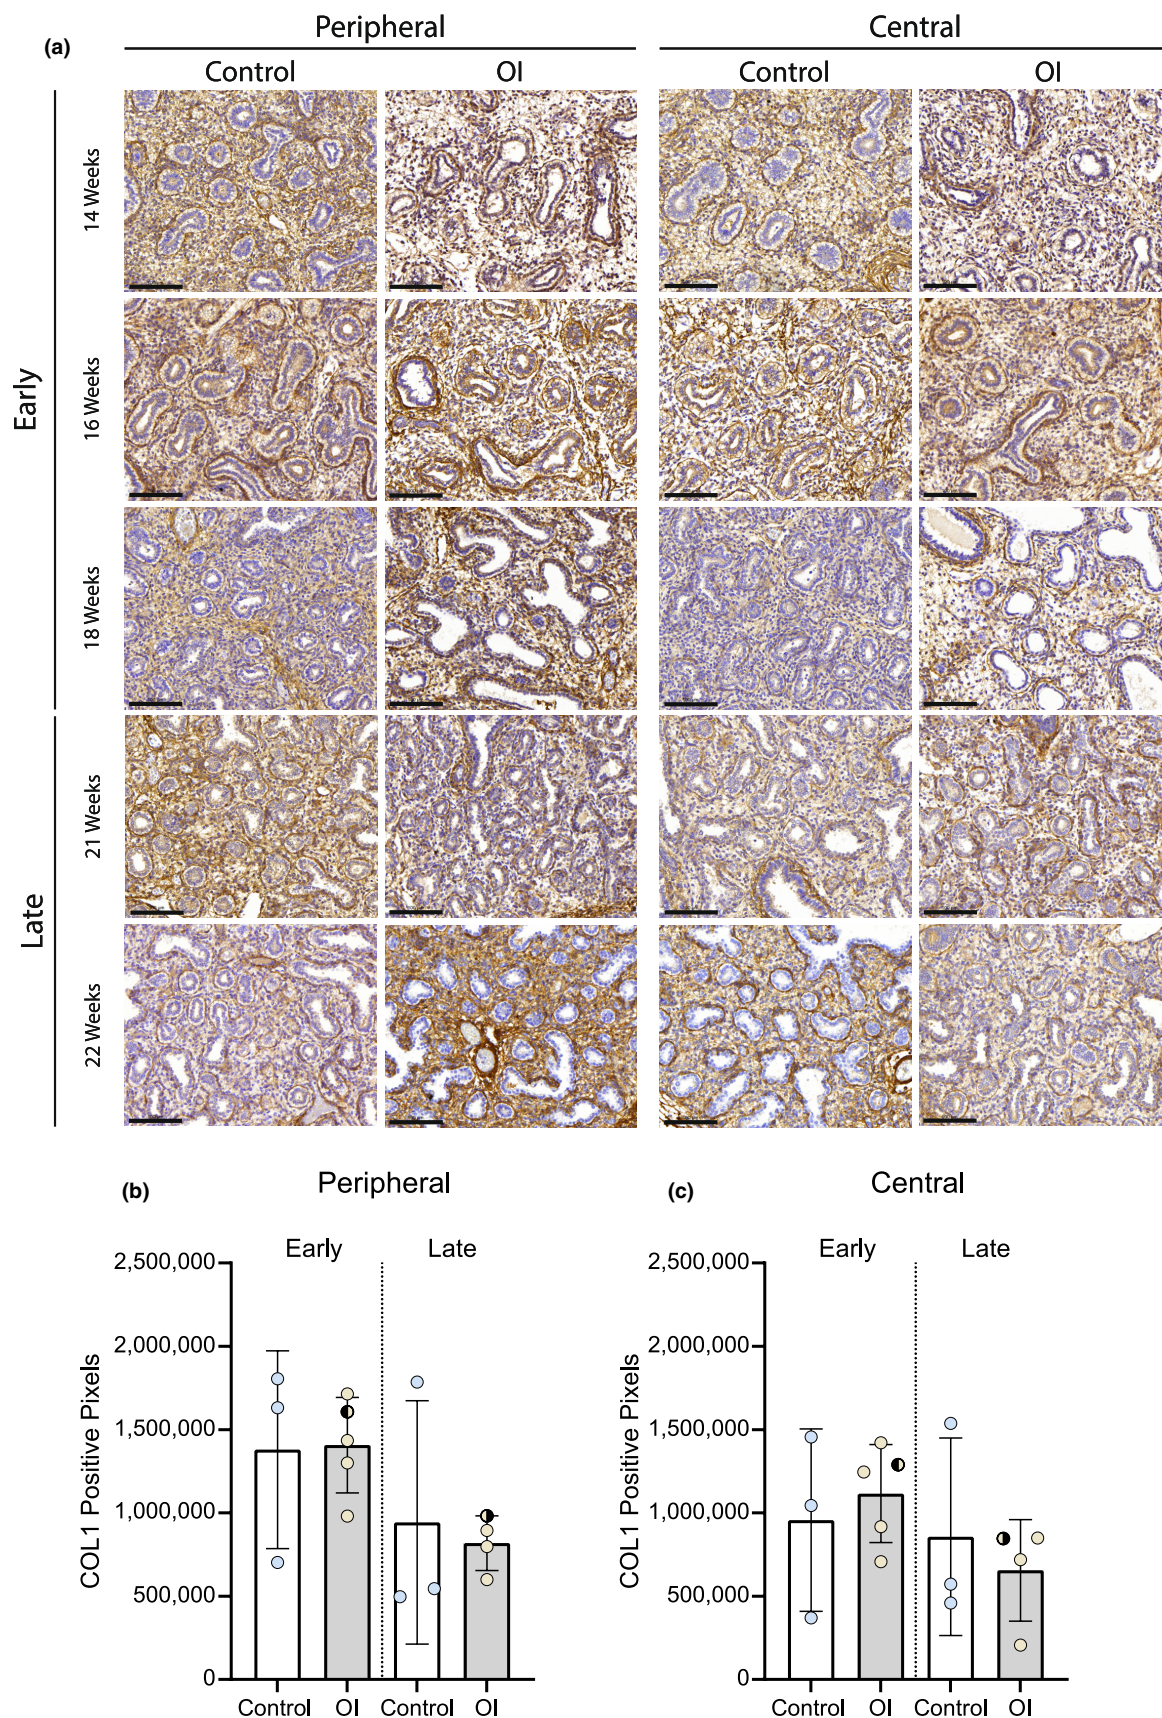 (a)
Peripheral
Central
Control
OI
Control
OI
Early
14 Weeks
16 Weeks
18 Weeks
Late
21 Weeks
22 Weeks
(b)
Peripheral
Early
Late
COL1 Positive Pixels
2,500,000
2,000,000
1,500,000
1,000,000
500,000
0
Control
OI
Control
OI
(c)
Central
Early
Late
COL1 Positive Pixels
2,500,000
2,000,000
1,500,000
1,000,000
500,000
0
Control
OI
Control
OI